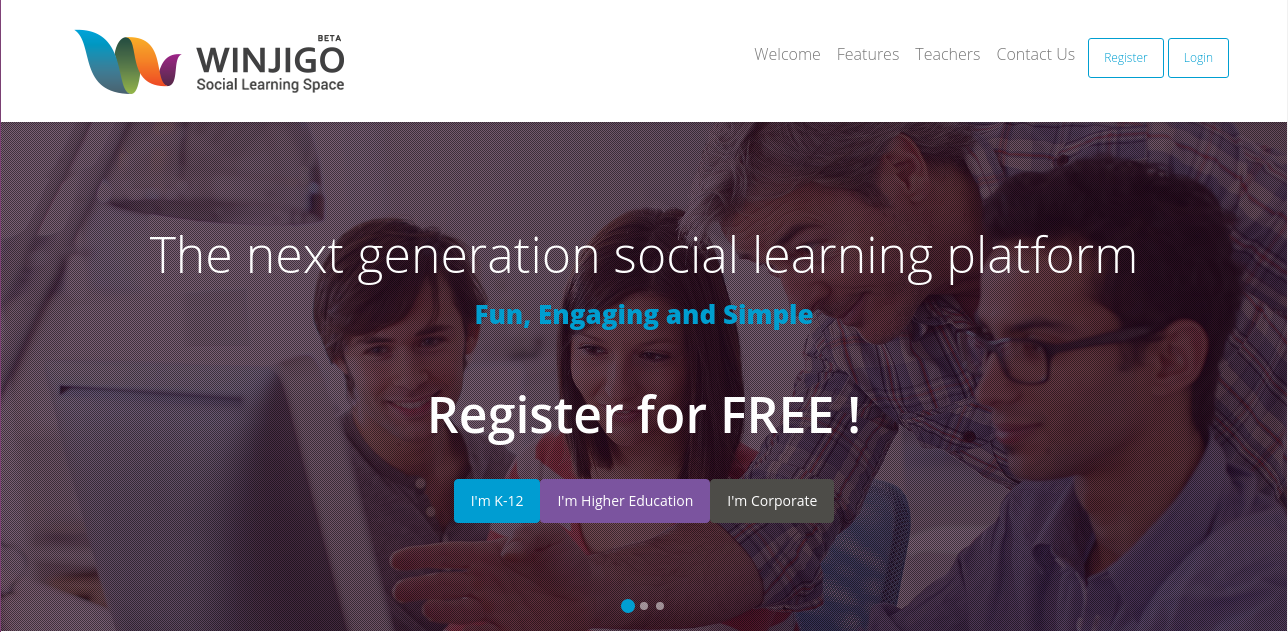 BETA
WINJIGO
Social Learning Space
Welcome Features Teachers Contact Us Register Login
The next generation social learning platform
Fun, Engaging and Simple
Register for FREE !
I'm K-12 I'm Higher Education I'm Corporate